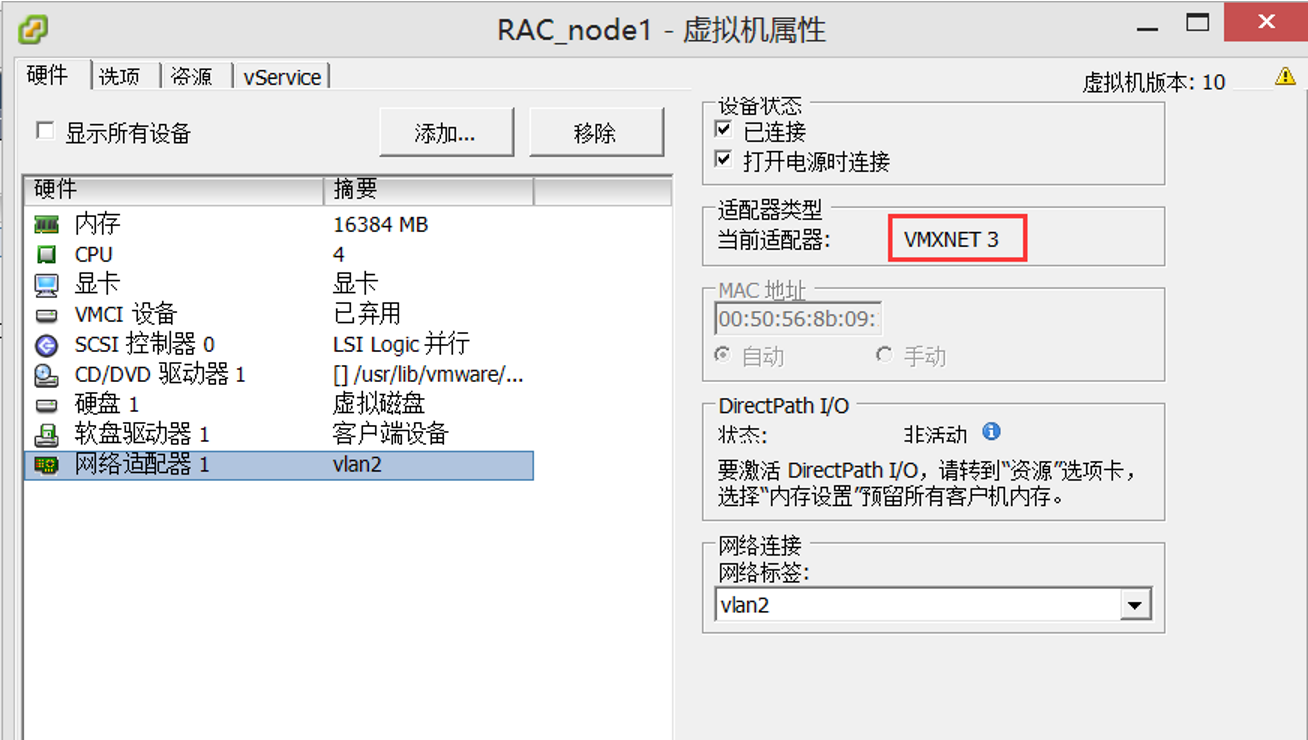 RAC_node1 - 虚拟机属性
硬件 选项 资源 vService
虚拟机版本: 10
显示所有设备 添加... 移除
硬件 摘要
内存 16384 MB
CPU 4
显卡 显卡
VMCI 设备 已弃用
SCSI 控制器 0 LSI Logic 并行
CD/DVD 驱动器 1 [] /usr/lib/vmware/...
硬盘 1 虚拟磁盘
软盘驱动器 1 客户端设备
网络适配器 1 vlan2
设备状态
已连接
打开电源时连接
适配器类型
当前适配器: VMXNET 3
MAC 地址
00:50:56:8b:09:
自动 手动
DirectPath I/O
状态: 非活动
要激活 DirectPath I/O，请转到“资源”选项卡，
选择“内存设置”预留所有客户机内存。
网络连接
网络标签:
vlan2